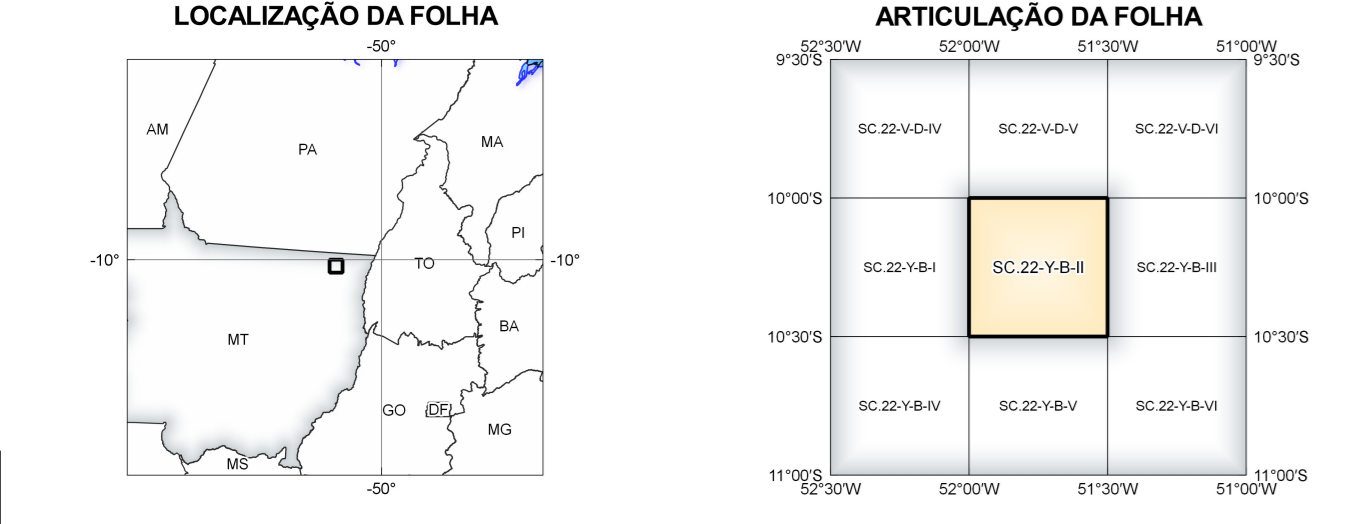 LOCALIZAÇÃO DA FOLHA
-50°
AM
PA
MA
PI
-10°
TO
-10°
BA
MT
GO
DF
MG
MS
-50°
ARTICULAÇÃO DA FOLHA
52°30'W 52°00'W 51°30'W 51°00'W
9°30'S 9°30'S
SC.22-V-D-IV SC.22-V-D-V SC.22-V-D-VI
10°00'S 10°00'S
SC.22-Y-B-I SC.22-Y-B-II SC.22-Y-B-III
10°30'S 10°30'S
SC.22-Y-B-IV SC.22-Y-B-V SC.22-Y-B-VI
11°00'S 11°00'S
52°30'W 52°00'W 51°30'W 51°00'W